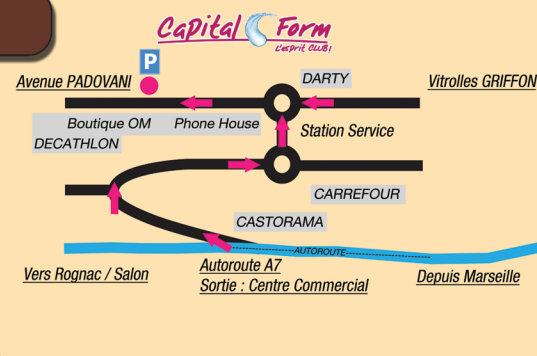 CaPital Form
L'esprit CLUB!
P
DARTY
Avenue PADOVANI
Vitrolles GRIFFON
Boutique OM
Phone House
Station Service
DECATHLON
CARREFOUR
CASTORAMA
AUTOROUTE
Vers Rognac / Salon
Autoroute A7
Sortie : Centre Commercial
Depuis Marseille